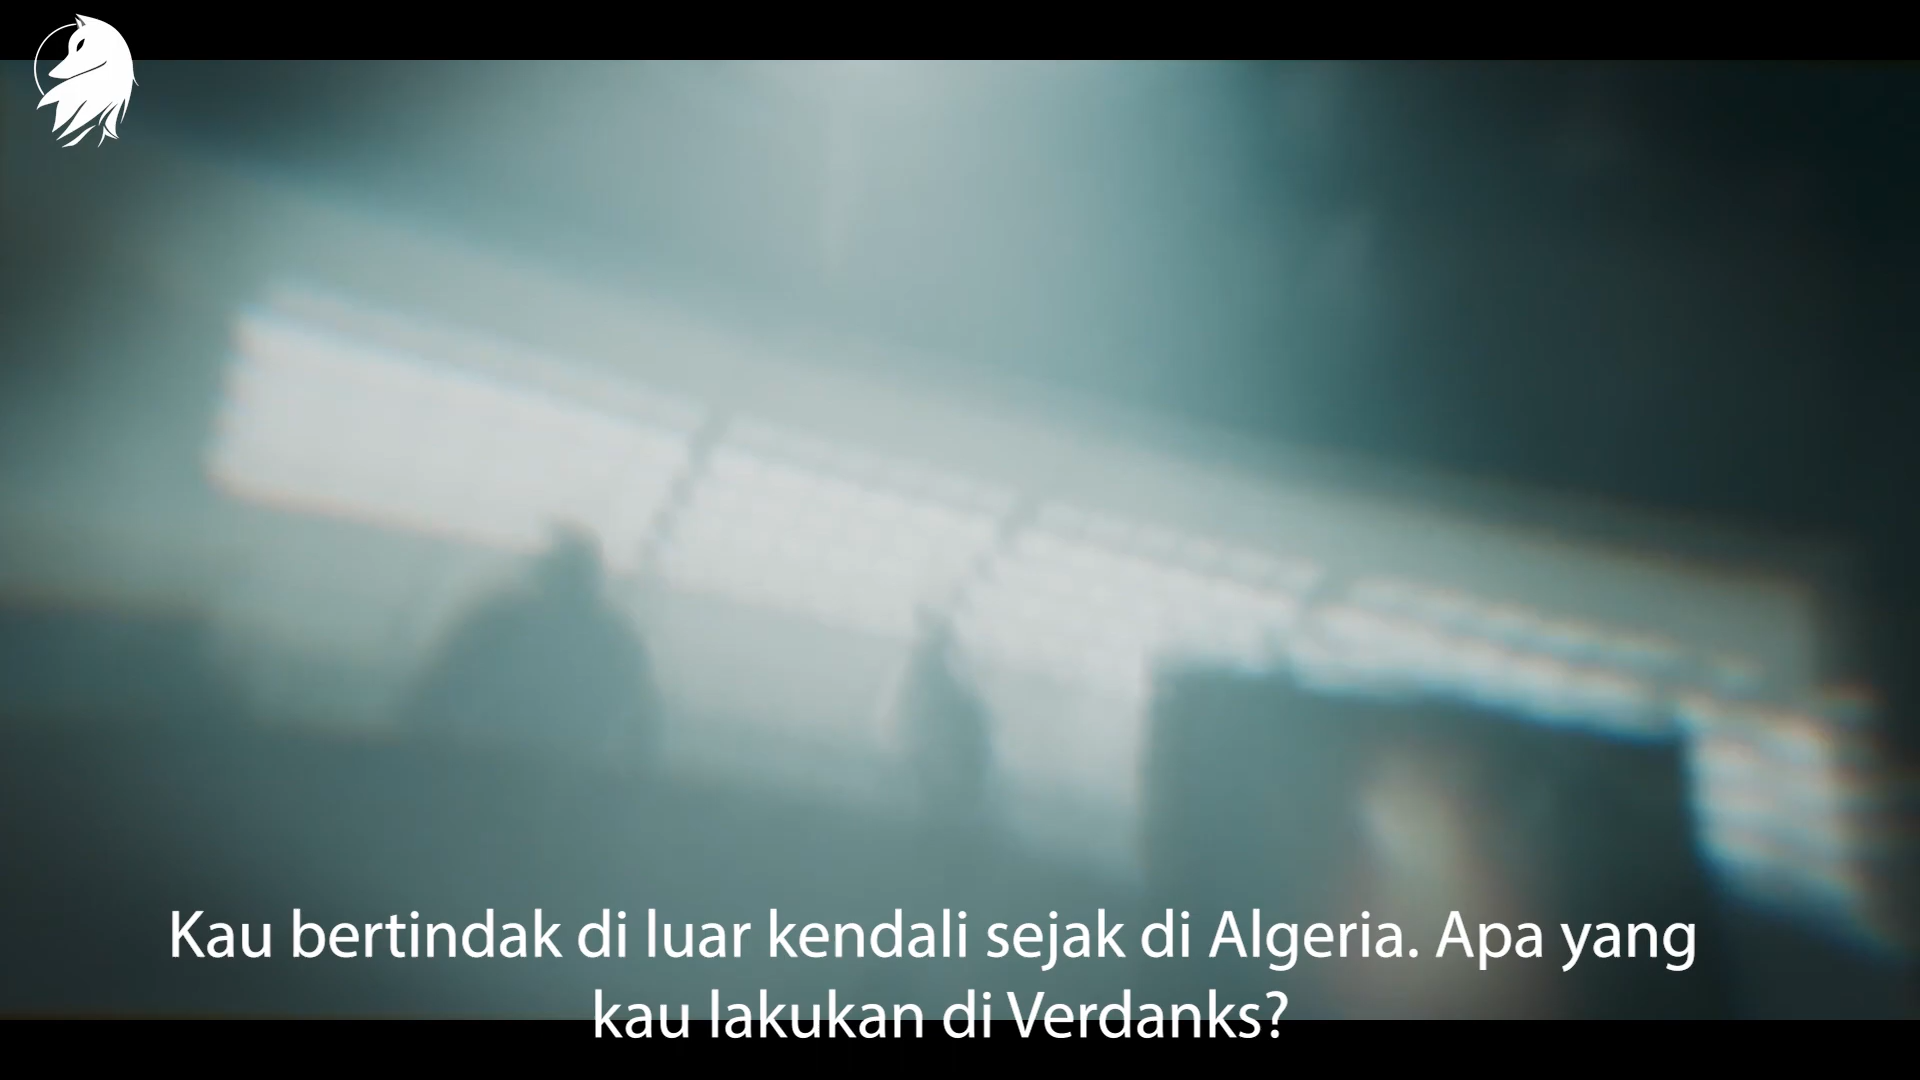 Kau bertindak di luar kendali sejak di Algeria. Apa yang
kau lakukan di Verdanks?